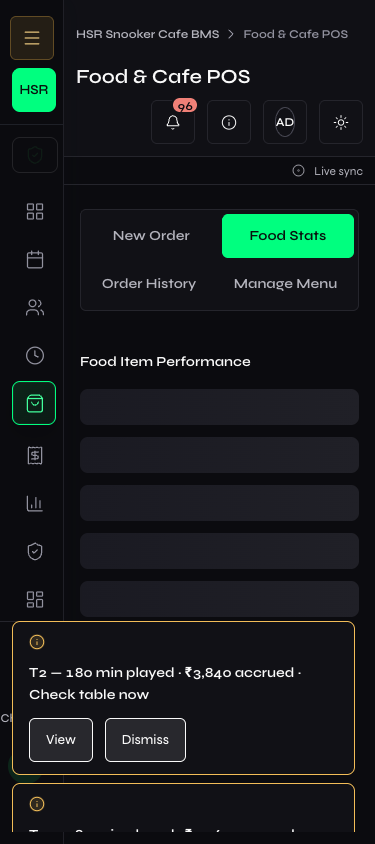 HSR Snooker Cafe BMS > Food & Cafe POS
Food & Cafe POS
HSR
96
AD
Live sync
New Order
Food Stats
Order History
Manage Menu
Food Item Performance
T2 — 180 min played · ₹3,840 accrued ·
Check table now
View
Dismiss